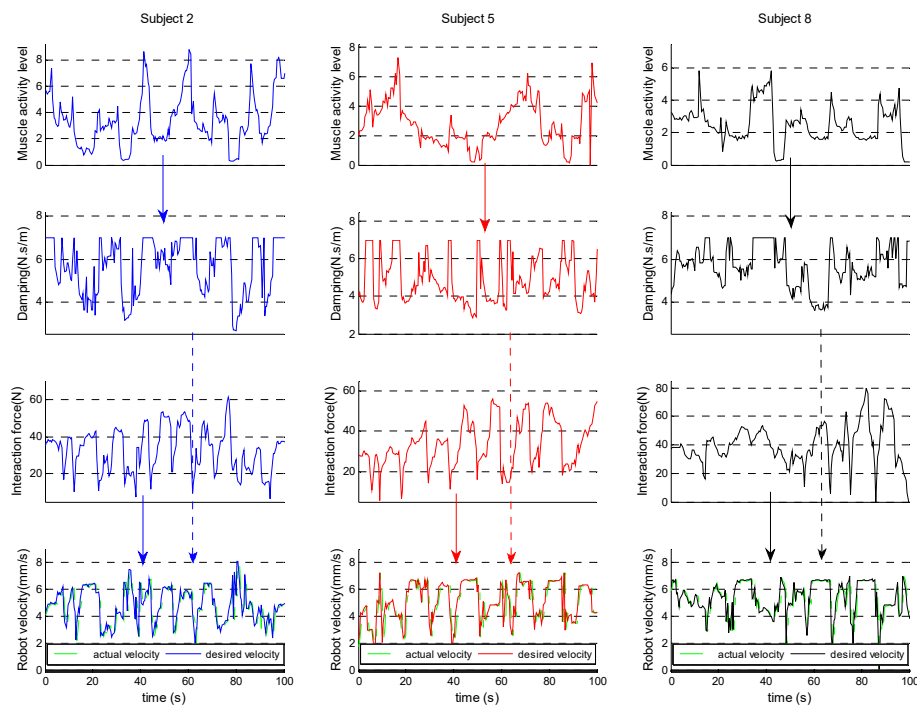 Subject 2
Subject 5
Subject 8
Muscle activity level
8
6
4
2
0
Muscle activity level
8
6
4
2
0
Muscle activity level
6
4
2
0
Damping(N.s/m)
8
6
4
Damping(N.s/m)
8
6
4
2
Damping(N.s/m)
8
6
4
Interaction force(N)
60
40
20
Interaction force(N)
60
40
20
Interaction force(N)
80
60
40
20
0
Robot velocity(mm/s)
8
6
4
2
0
actual velocity
desired velocity
0 20 40 60 80 100
time (s)
Robot velocity(mm/s)
8
6
4
2
0
actual velocity
desired velocity
0 20 40 60 80 100
time (s)
Robot velocity(mm/s)
8
6
4
2
0
actual velocity
desired velocity
0 20 40 60 80 100
time (s)